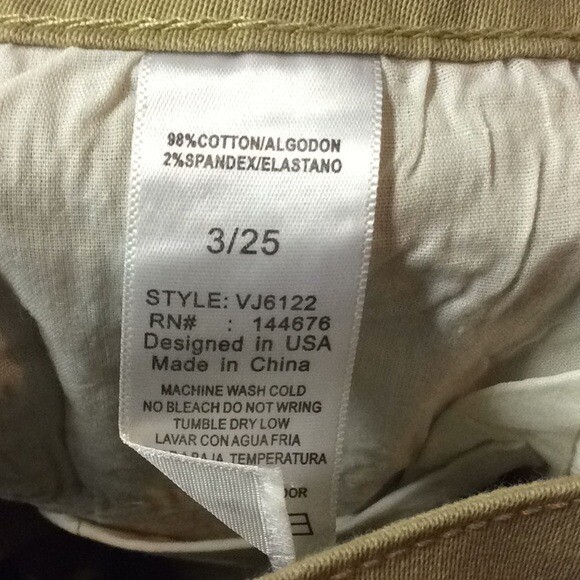 98%COTTON/ALGODON
2%SPANDEX/ELASTANO
3/25
STYLE: VJ6122
RN# : 144676
Designed in USA
Made in China
MACHINE WASH COLD
NO BLEACH DO NOT WRING
TUMBLE DRY LOW
LAVAR CON AGUA FRIA
BAJA TEMPERATURA